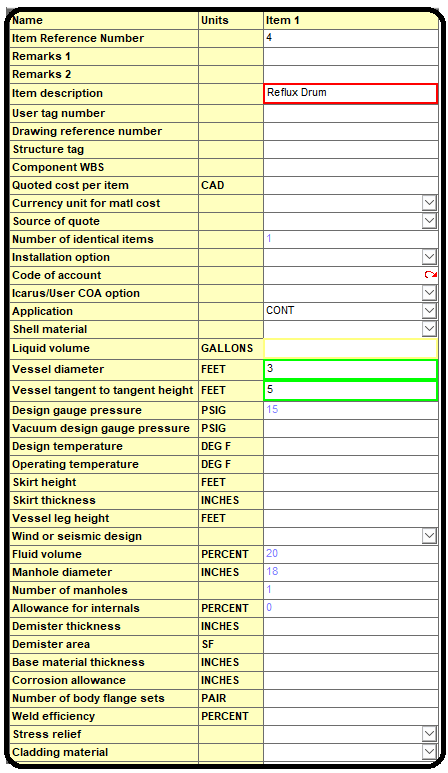 Name Units Item 1
Item Reference Number 4
Remarks 1
Remarks 2
Item description Reflux Drum
User tag number
Drawing reference number
Structure tag
Component WBS
Quoted cost per item CAD
Currency unit for matl cost
Source of quote
Number of identical items 1
Installation option
Code of account
Icarus/User COA option
Application CONT
Shell material
Liquid volume GALLONS
Vessel diameter FEET 3
Vessel tangent to tangent height FEET 5
Design gauge pressure PSIG 15
Vacuum design gauge pressure PSIG
Design temperature DEG F
Operating temperature DEG F
Skirt height FEET
Skirt thickness INCHES
Vessel leg height FEET
Wind or seismic design
Fluid volume PERCENT 20
Manhole diameter INCHES 18
Number of manholes 1
Allowance for internals PERCENT 0
Demister thickness INCHES
Demister area SF
Base material thickness INCHES
Corrosion allowance INCHES
Number of body flange sets PAIR
Weld efficiency PERCENT
Stress relief
Cladding material